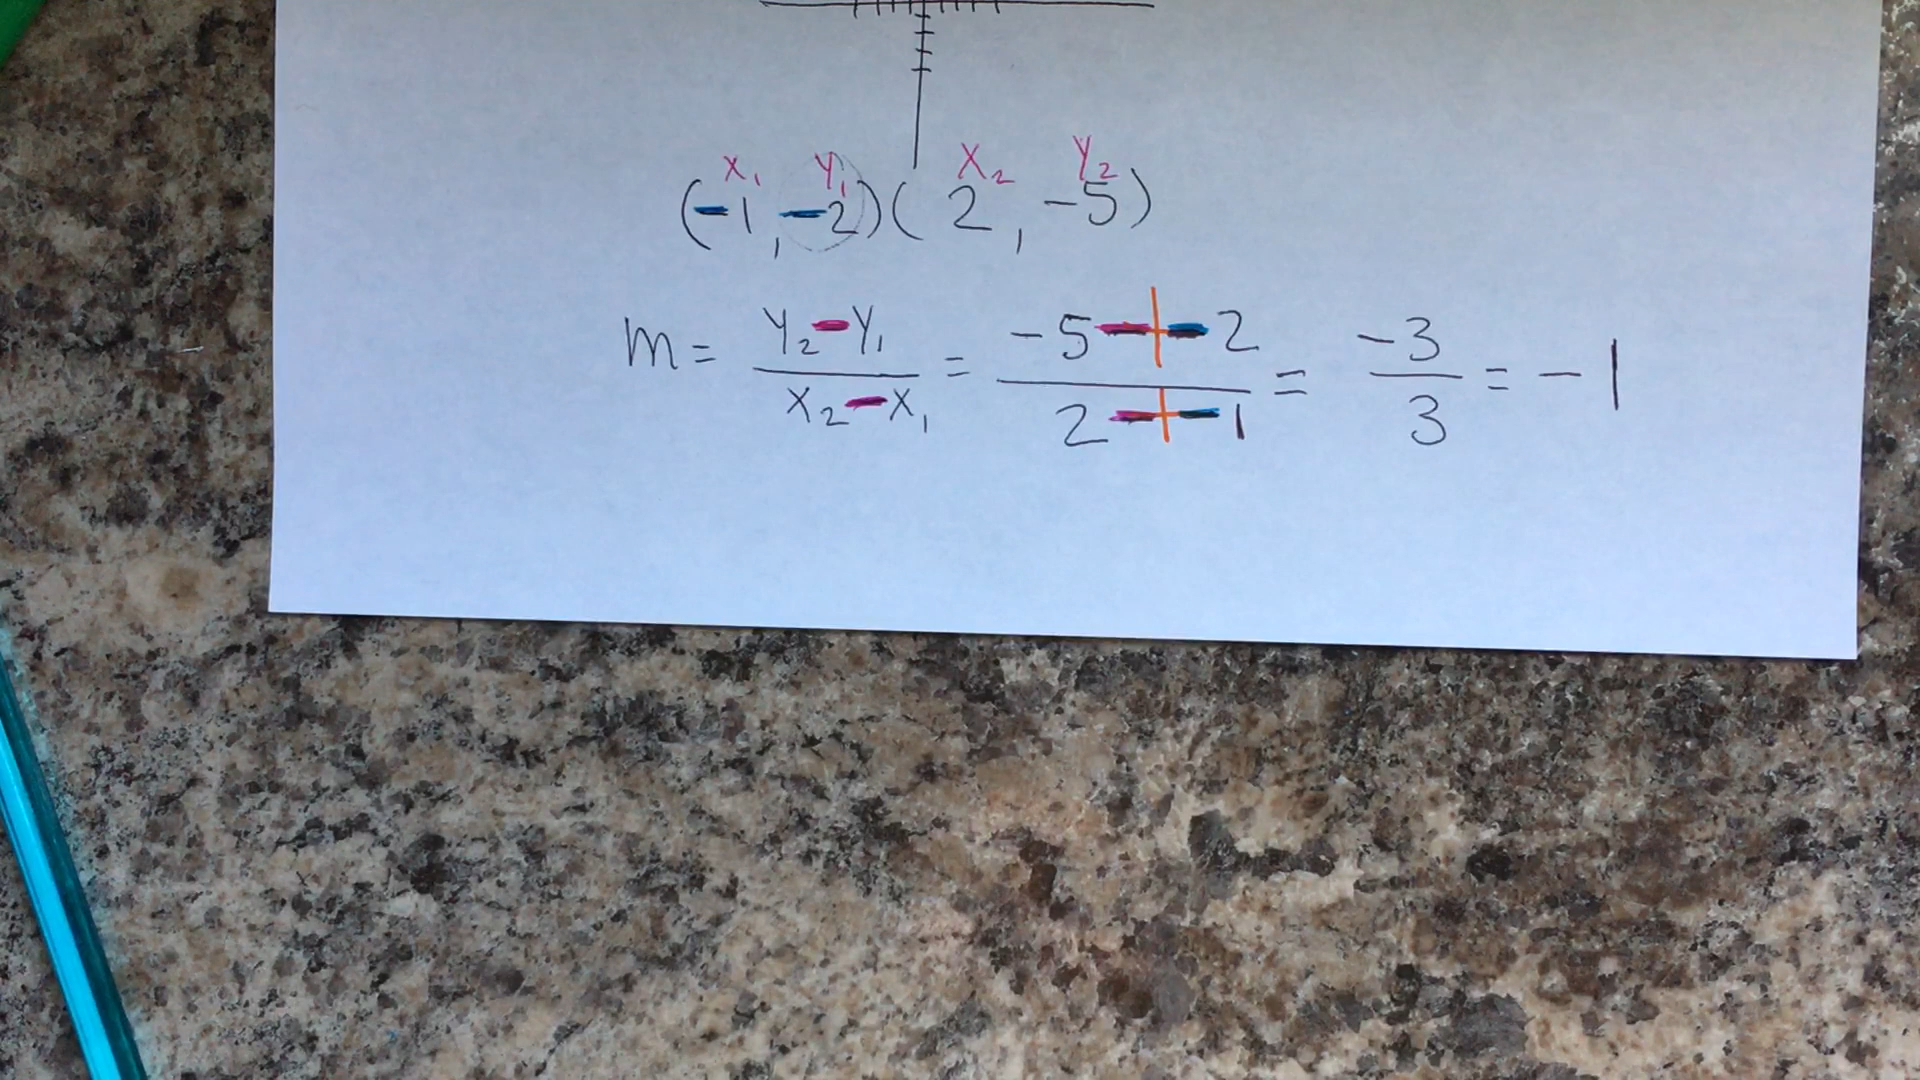 x₁ y₁ x₂ y₂
(-1, -2)( 2, -5)
m = (y₂ - y₁)/(x₂ - x₁) = (-5 - + - 2)/(2 - + - 1) = -3/3 = -1